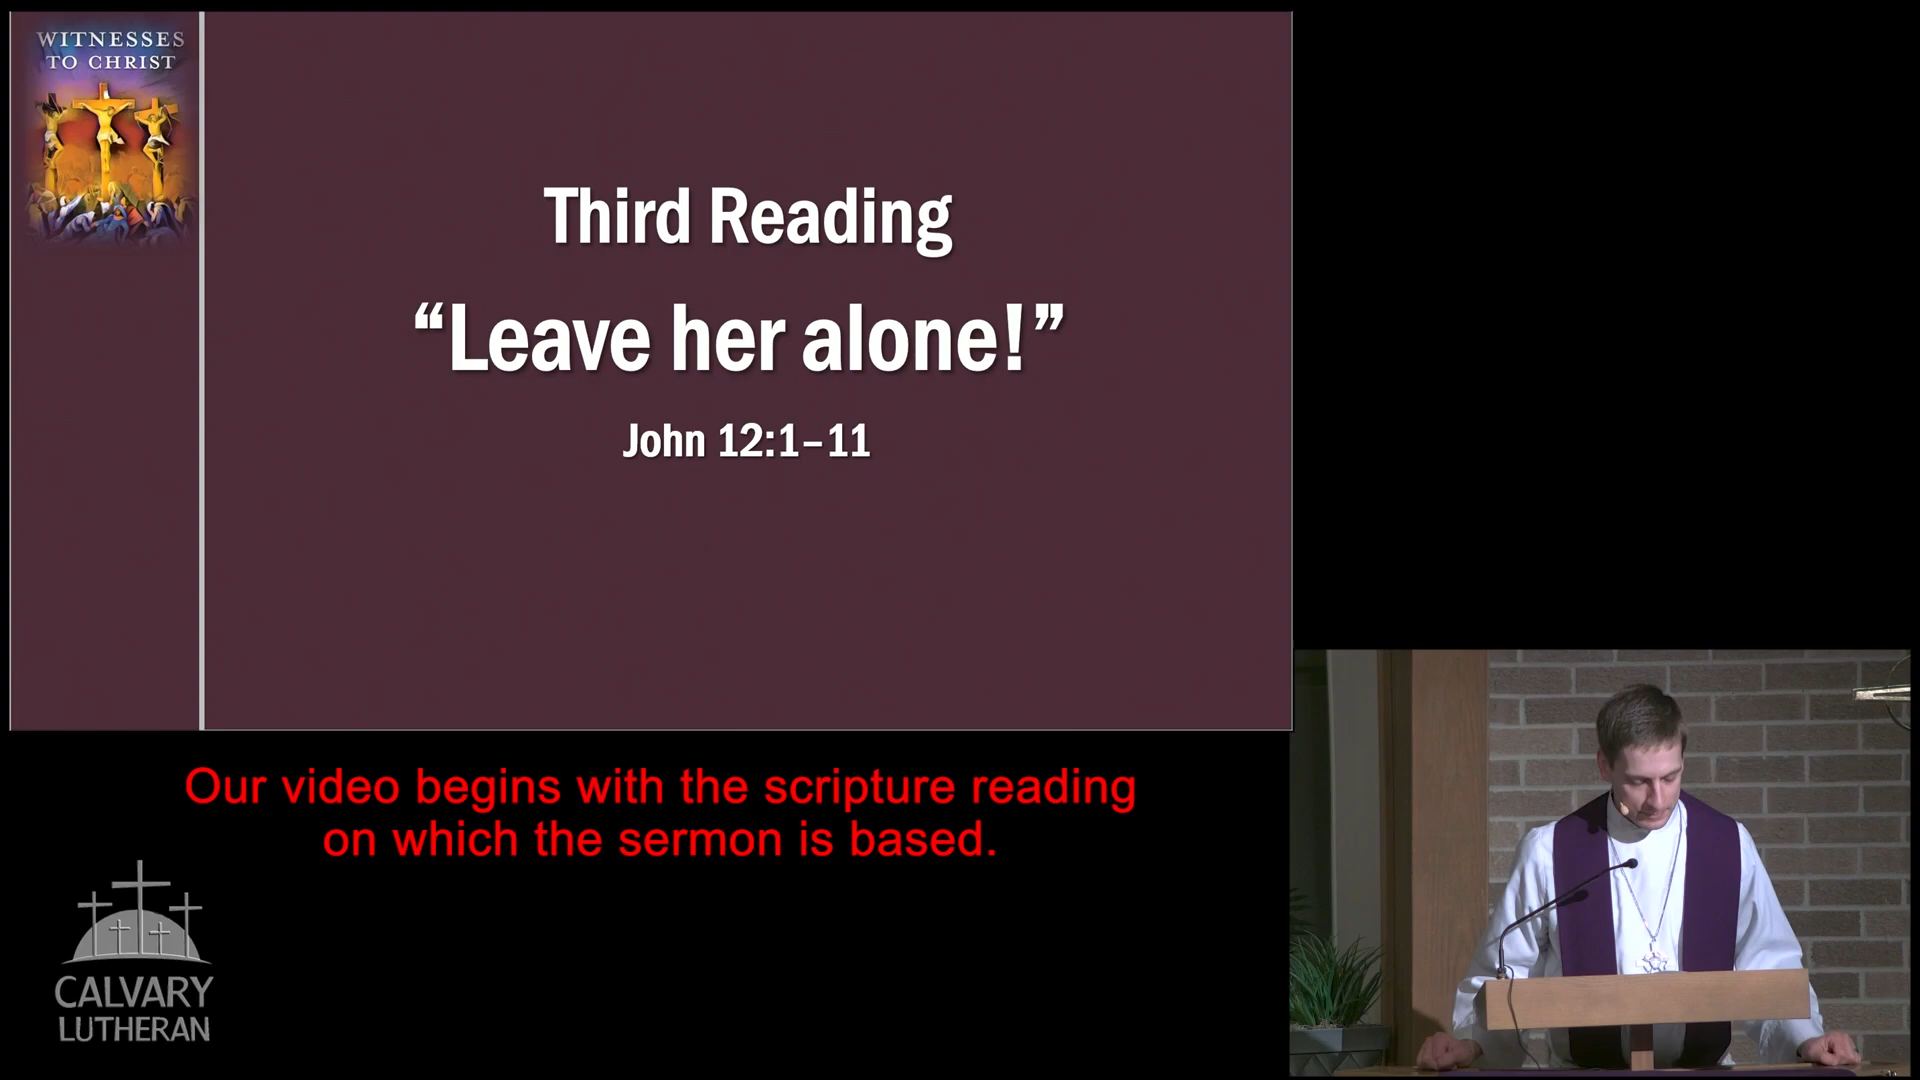 WITNESSES
TO CHRIST
Third Reading
“Leave her alone!”
John 12:1–11
Our video begins with the scripture reading
on which the sermon is based.
CALVARY
LUTHERAN